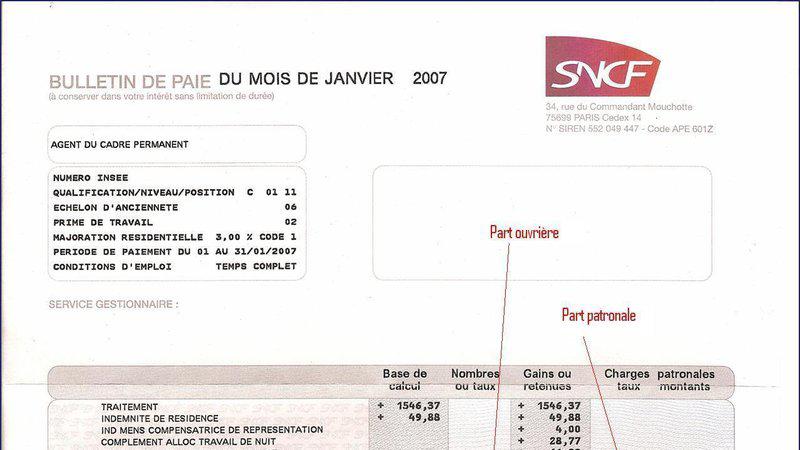 BULLETIN DE PAIE DU MOIS DE JANVIER 2007
(à conserver dans votre intérêt sans limitation de durée)
SNCF
34, rue du Commandant Mouchotte
75699 PARIS Cedex 14
N° SIREN 552 049 447 - Code APE 601Z
AGENT DU CADRE PERMANENT
NUMERO INSEE
QUALIFICATION/NIVEAU/POSITION C 01 11
ECHELON D'ANCIENNETE 06
PRIME DE TRAVAIL 02
MAJORATION RESIDENTIELLE 3,00 % CODE 1
PERIODE DE PAIEMENT DU 01 AU 31/01/2007
CONDITIONS D'EMPLOI TEMPS COMPLET
Part ouvrière
SERVICE GESTIONNAIRE :
Part patronale
Base de calcul Nombres ou taux Gains ou retenues Charges patronales taux montants
TRAITEMENT + 1546,37 + 1546,37
INDEMNITE DE RESIDENCE + 49,88 + 49,88
IND MENS COMPENSATRICE DE REPRESENTATION + 4,00
COMPLEMENT ALLOC TRAVAIL DE NUIT + 28,77